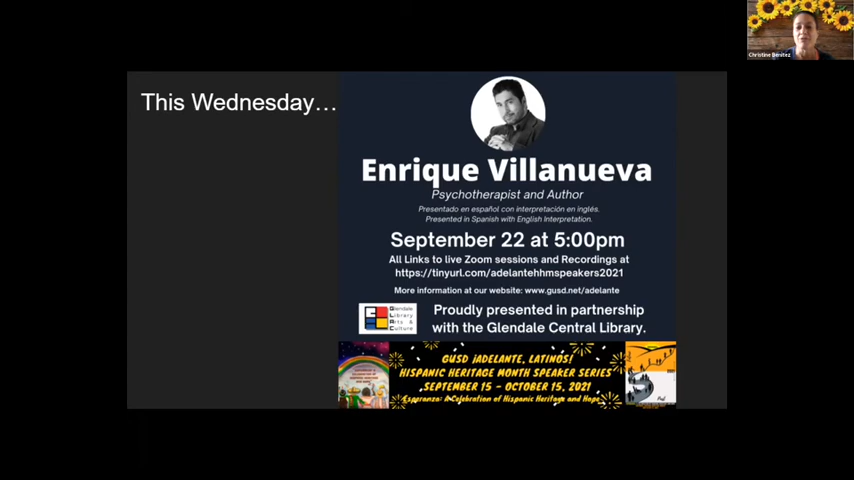 Christine Benitez
This Wednesday…
Enrique Villanueva
Psychotherapist and Author
Presentado en español con interpretación en inglés.
Presented in Spanish with English Interpretation.
September 22 at 5:00pm
All Links to live Zoom sessions and Recordings at
https://tinyurl.com/adelantehhmspeakers2021
More information at our website: www.gusd.net/adelante
Glendale
Library
Arts &
Culture
Proudly presented in partnership
with the Glendale Central Library.
GUSD ¡ADELANTE, LATINOS!
HISPANIC HERITAGE MONTH SPEAKER SERIES
SEPTEMBER 15 - OCTOBER 15, 2021
Esperanza: A Celebration of Hispanic Heritage and Hope